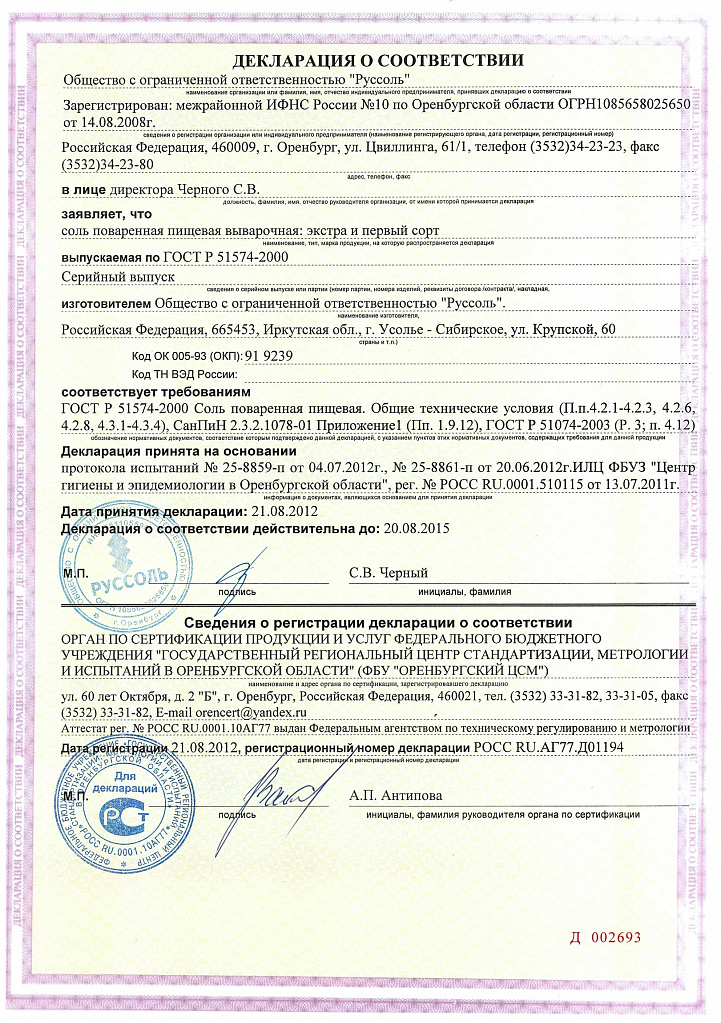 ДЕКЛАРАЦИЯ О СООТВЕТСТВИИ
Общество с ограниченной ответственностью "Руссоль"
наименование организации или фамилия, имя, отчество индивидуального предпринимателя, принявших декларацию о соответствии
Зарегистрирован: межрайонной ИФНС России №10 по Оренбургской области ОГРН1085658025650
от 14.08.2008г.
сведения о регистрации организации или индивидуального предпринимателя (наименование регистрирующего органа, дата регистрации, регистрационный номер)
Российская Федерация, 460009, г. Оренбург, ул. Цвиллинга, 61/1, телефон (3532)34-23-23, факс
(3532)34-23-80
адрес, телефон, факс
в лице директора Черного С.В.
должность, фамилия, имя, отчество руководителя организации, от имени которой принимается декларация
заявляет, что
соль поваренная пищевая выварочная: экстра и первый сорт
наименование, тип, марка продукции, на которую распространяется декларация
выпускаемая по ГОСТ Р 51574-2000
Серийный выпуск
сведения о серийном выпуске или партии (номер партии, номера изделий, реквизиты договора /контракта/, накладная,
изготовителем Общество с ограниченной ответственностью "Руссоль".
наименование изготовителя,
Российская Федерация, 665453, Иркутская обл., г. Усолье - Сибирское, ул. Крупской, 60
страны и т.п.)
Код ОК 005-93 (ОКП): 91 9239
Код ТН ВЭД России:
соответствует требованиям
ГОСТ Р 51574-2000 Соль поваренная пищевая. Общие технические условия (П.п.4.2.1-4.2.3, 4.2.6,
4.2.8, 4.3.1-4.3.4), СанПиН 2.3.2.1078-01 Приложение1 (Пп. 1.9.12), ГОСТ Р 51074-2003 (Р. 3; п. 4.12)
обозначение нормативных документов, соответствие которым подтверждено данной декларацией, с указанием пунктов этих нормативных документов, содержащих требования для данной продукции
Декларация принята на основании
протокола испытаний № 25-8859-п от 04.07.2012г., № 25-8861-п от 20.06.2012г.ИЛЦ ФБУЗ "Центр
гигиены и эпидемиологии в Оренбургской области", рег. № РОСС RU.0001.510115 от 13.07.2011г.
информация о документах, являющихся основанием для принятия декларации
Дата принятия декларации: 21.08.2012
Декларация о соответствии действительна до: 20.08.2015
РУССОЛЬ
г. Оренбург
М.П.
С.В. Черный
подпись
инициалы, фамилия
Сведения о регистрации декларации о соответствии
ОРГАН ПО СЕРТИФИКАЦИИ ПРОДУКЦИИ И УСЛУГ ФЕДЕРАЛЬНОГО БЮДЖЕТНОГО
УЧРЕЖДЕНИЯ "ГОСУДАРСТВЕННЫЙ РЕГИОНАЛЬНЫЙ ЦЕНТР СТАНДАРТИЗАЦИИ, МЕТРОЛОГИИ
И ИСПЫТАНИЙ В ОРЕНБУРГСКОЙ ОБЛАСТИ" (ФБУ "ОРЕНБУРГСКИЙ ЦСМ")
наименование и адрес органа по сертификации, зарегистрировавшего декларацию
ул. 60 лет Октября, д. 2 "Б", г. Оренбург, Российская Федерация, 460021, тел. (3532) 33-31-82, 33-31-05, факс
(3532) 33-31-82, E-mail orencert@yandex.ru
Аттестат рег. № РОСС RU.0001.10АГ77 выдан Федеральным агентством по техническому регулированию и метрологии
Дата регистрации 21.08.2012, регистрационный номер декларации РОСС RU.АГ77.Д01194
дата регистрации и регистрационный номер декларации
Для
деклараций
РОСС RU.0001.10АГ77
М.П.
А.П. Антипова
подпись
инициалы, фамилия руководителя органа по сертификации
Д 002693